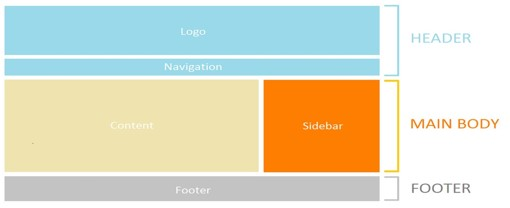 Logo
HEADER
Navigation
Content
Sidebar
MAIN BODY
Footer
FOOTER